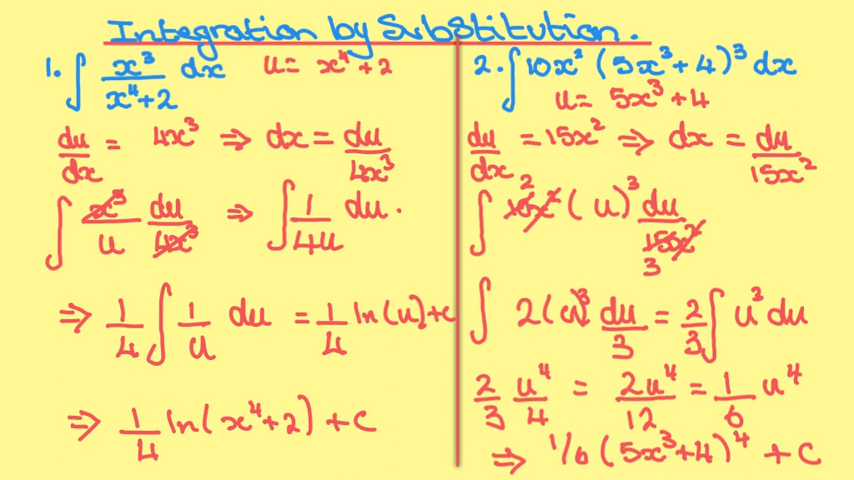 Integration by Substitution.
1. ∫ x³/(x⁴+2) dx u = x⁴+2
du/dx = 4x³ ⇒ dx = du/4x³
∫ x³/u du/4x³ ⇒ ∫ 1/4u du.
⇒ 1/4 ∫ 1/u du = 1/4 ln(u)+c
⇒ 1/4 ln(x⁴+2)+c
2. ∫ 10x² (5x³+4)³ dx
u = 5x³+4
du/dx = 15x² ⇒ dx = du/15x²
∫ 10x² 2 (u)³ du/15x² 3
∫ 2(u)³ du/3 = 2/3 ∫ u³ du
2/3 u⁴/4 = 2u⁴/12 = 1/6 u⁴
⇒ 1/6 (5x³+4)⁴ + c